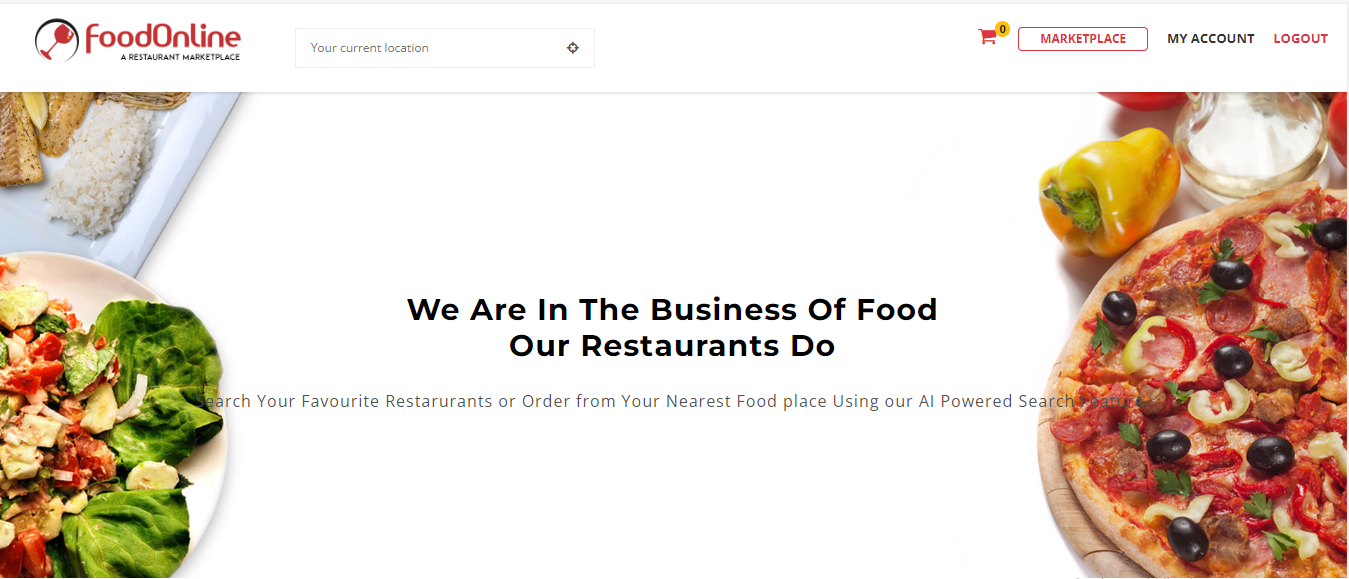 FoodOnline
A RESTAURANT MARKETPLACE
Your current location
0
MARKETPLACE
MY ACCOUNT
LOGOUT
We Are In The Business Of Food
Our Restaurants Do
Search Your Favourite Restarurants or Order from Your Nearest Food place Using our AI Powered Search Feature